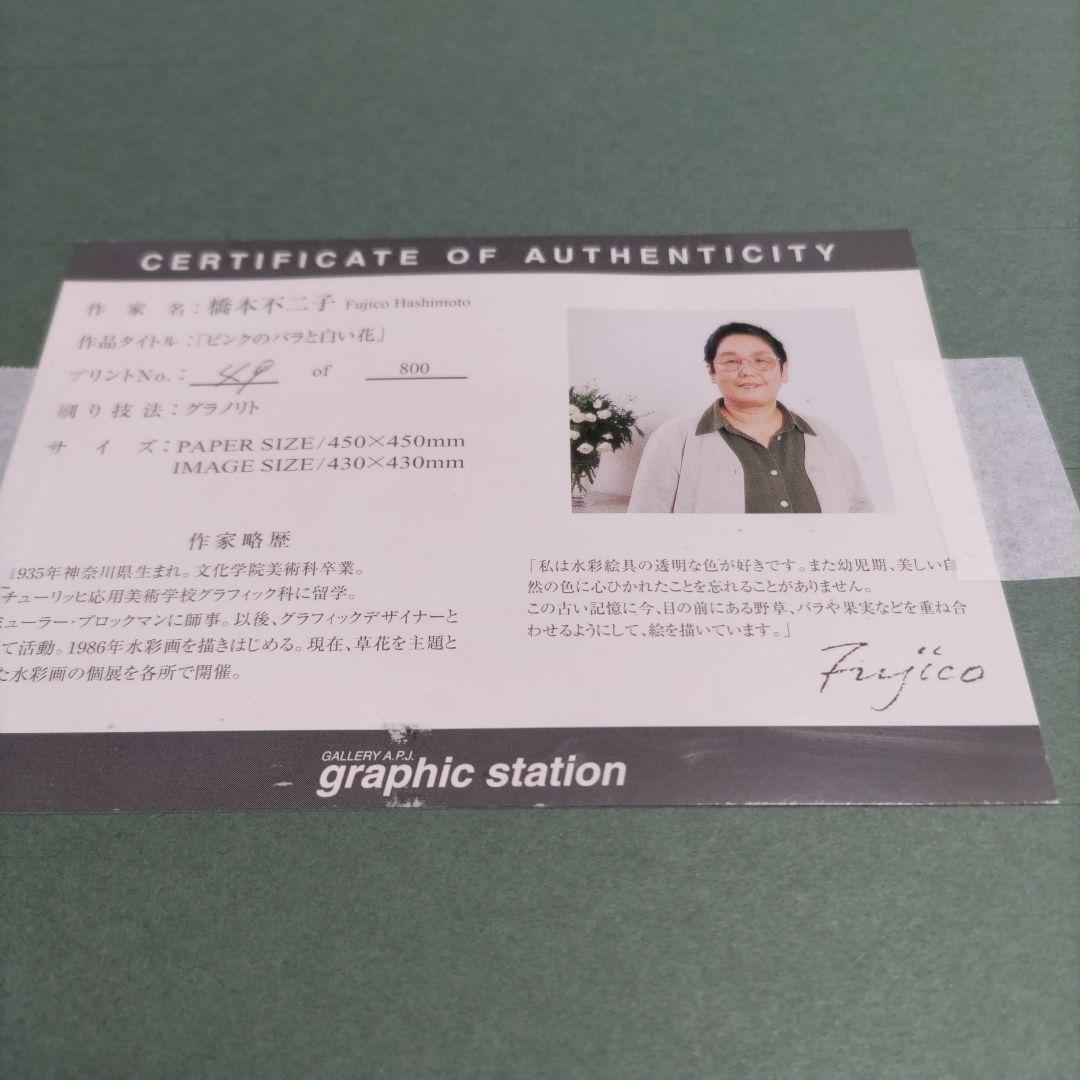 CERTIFICATE OF AUTHENTICITY
作 家 名：橋本不二子 Fujico Hashimoto
作品タイトル：「ピンクのバラと白い花」
プリントNo.： 49 of 800
刷り技法：グラノリト
サ イ ズ：PAPER SIZE/450×450mm
IMAGE SIZE/430×430mm
作家略歴
1935年神奈川県生まれ。文化学院美術科卒業。
チューリッヒ応用美術学校グラフィック科に留学。
ミューラー・ブロックマンに師事。以後、グラフィックデザイナーと
て活動。1986年水彩画を描きはじめる。現在、草花を主題と
た水彩画の個展を各所で開催。
「私は水彩絵具の透明な色が好きです。また幼児期、美しい自
然の色に心ひかれたことを忘れることがありません。
この古い記憶に今、目の前にある野草、バラや果実などを重ね合
わせるようにして、絵を描いています。」
Fujico
GALLERY A.P.J.
graphic station